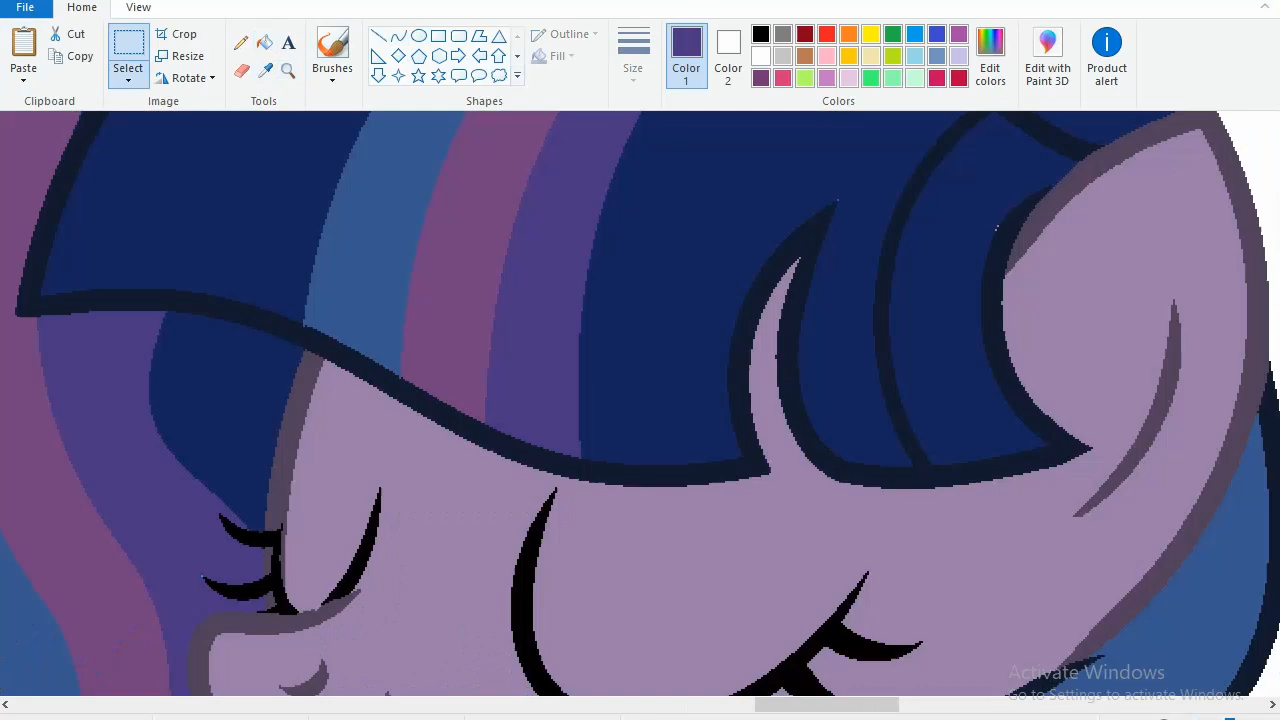 File Home View
Paste
Cut
Copy
Clipboard
Select
Crop
Resize
Rotate
Image
A
Tools
Brushes
Outline
Fill
Shapes
Size
Color 1
Color 2
Edit colors
Colors
Edit with Paint 3D
Product alert
Activate Windows
Go to Settings to activate Windows.